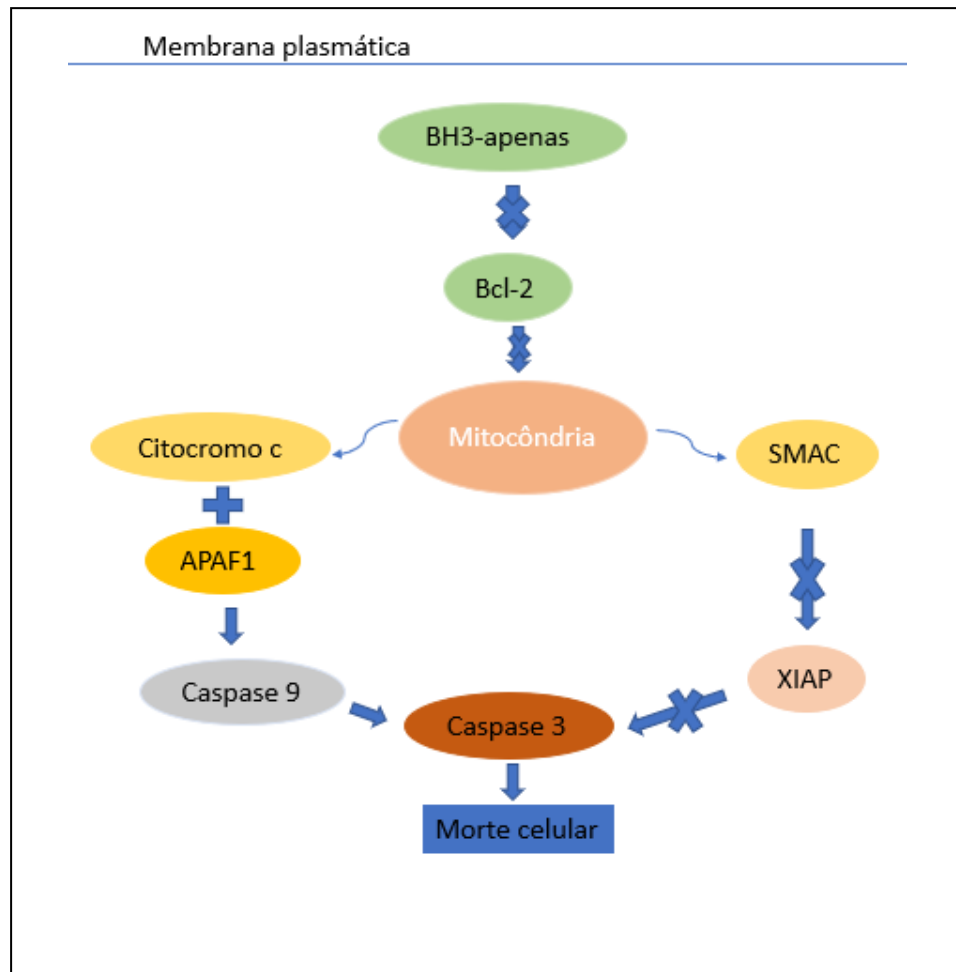 Membrana plasmática
BH3-apenas
Bcl-2
Mitocôndria
Citocromo c
SMAC
APAF1
XIAP
Caspase 9
Caspase 3
Morte celular